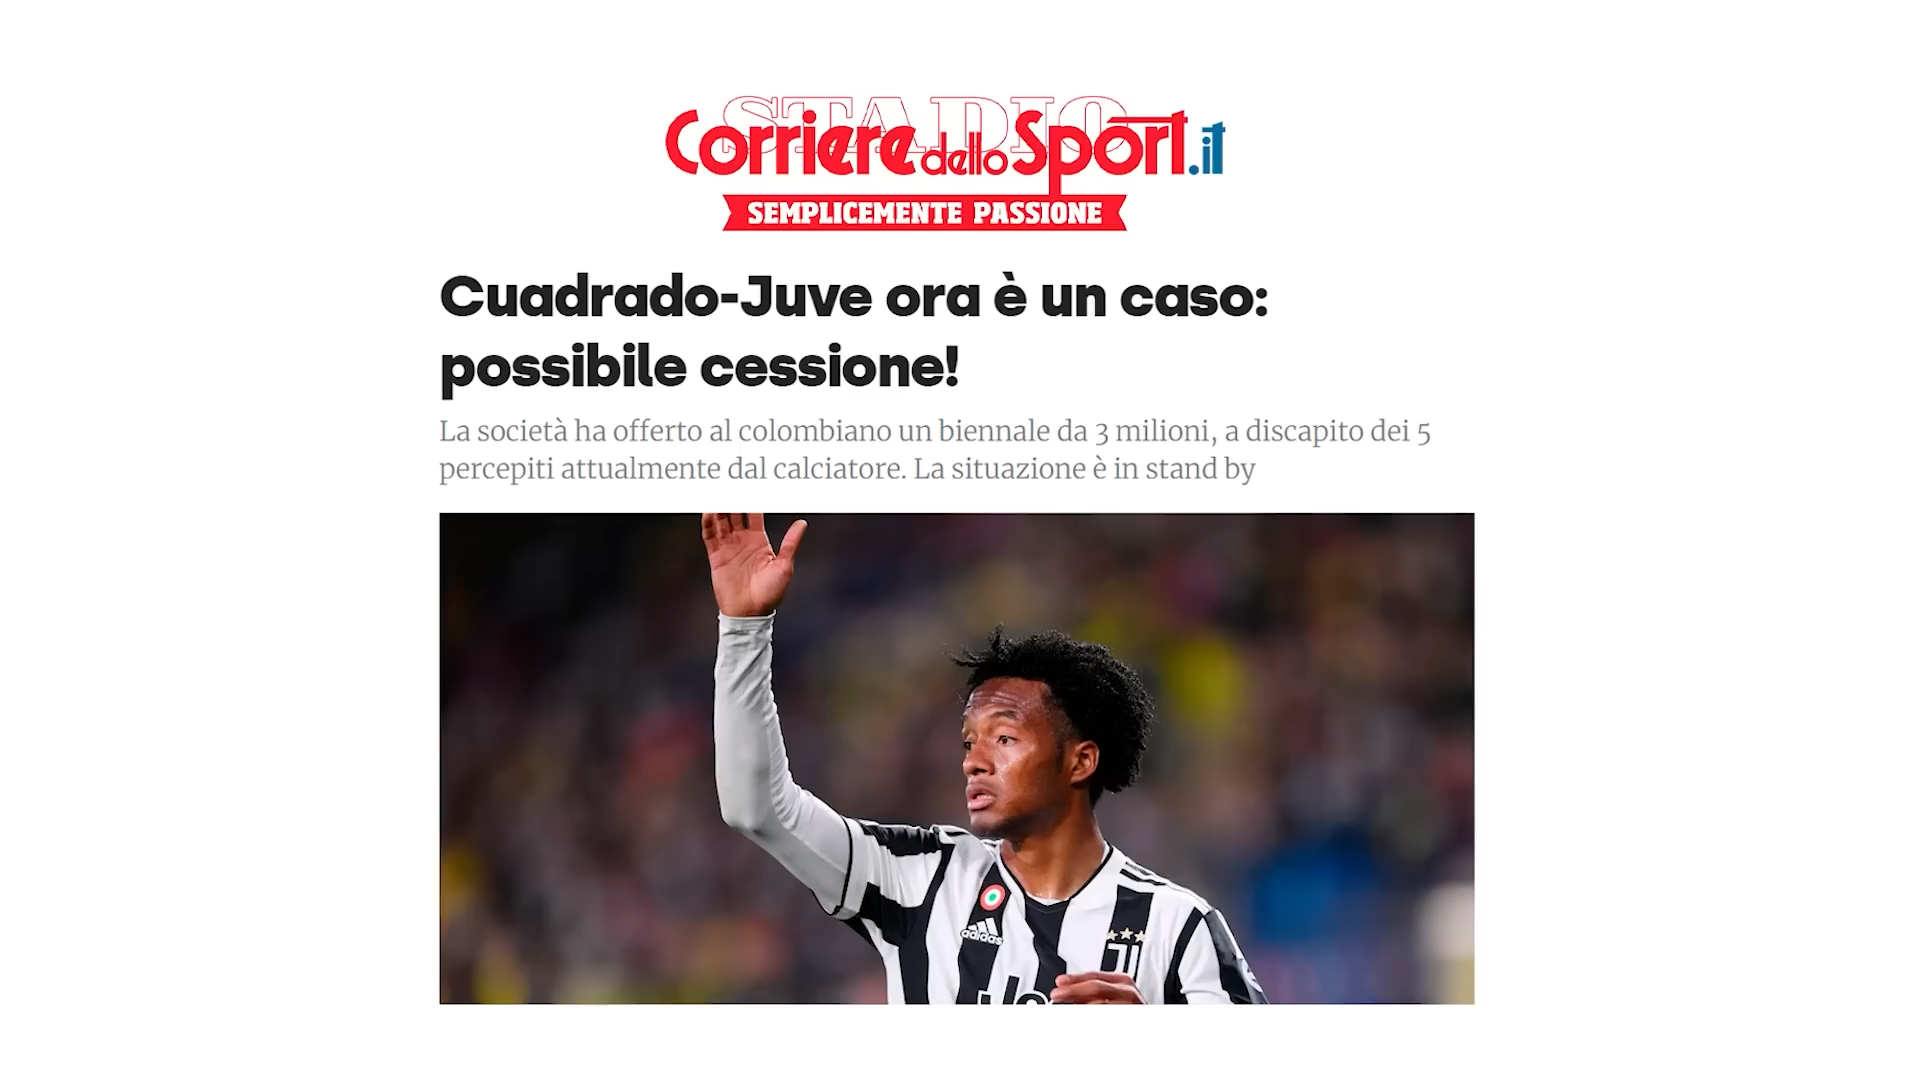 STADIO
Corriere dello Sport.it
SEMPLICEMENTE PASSIONE
Cuadrado-Juve ora è un caso:
possibile cessione!
La società ha offerto al colombiano un biennale da 3 milioni, a discapito dei 5
percepiti attualmente dal calciatore. La situazione è in stand by
adidas